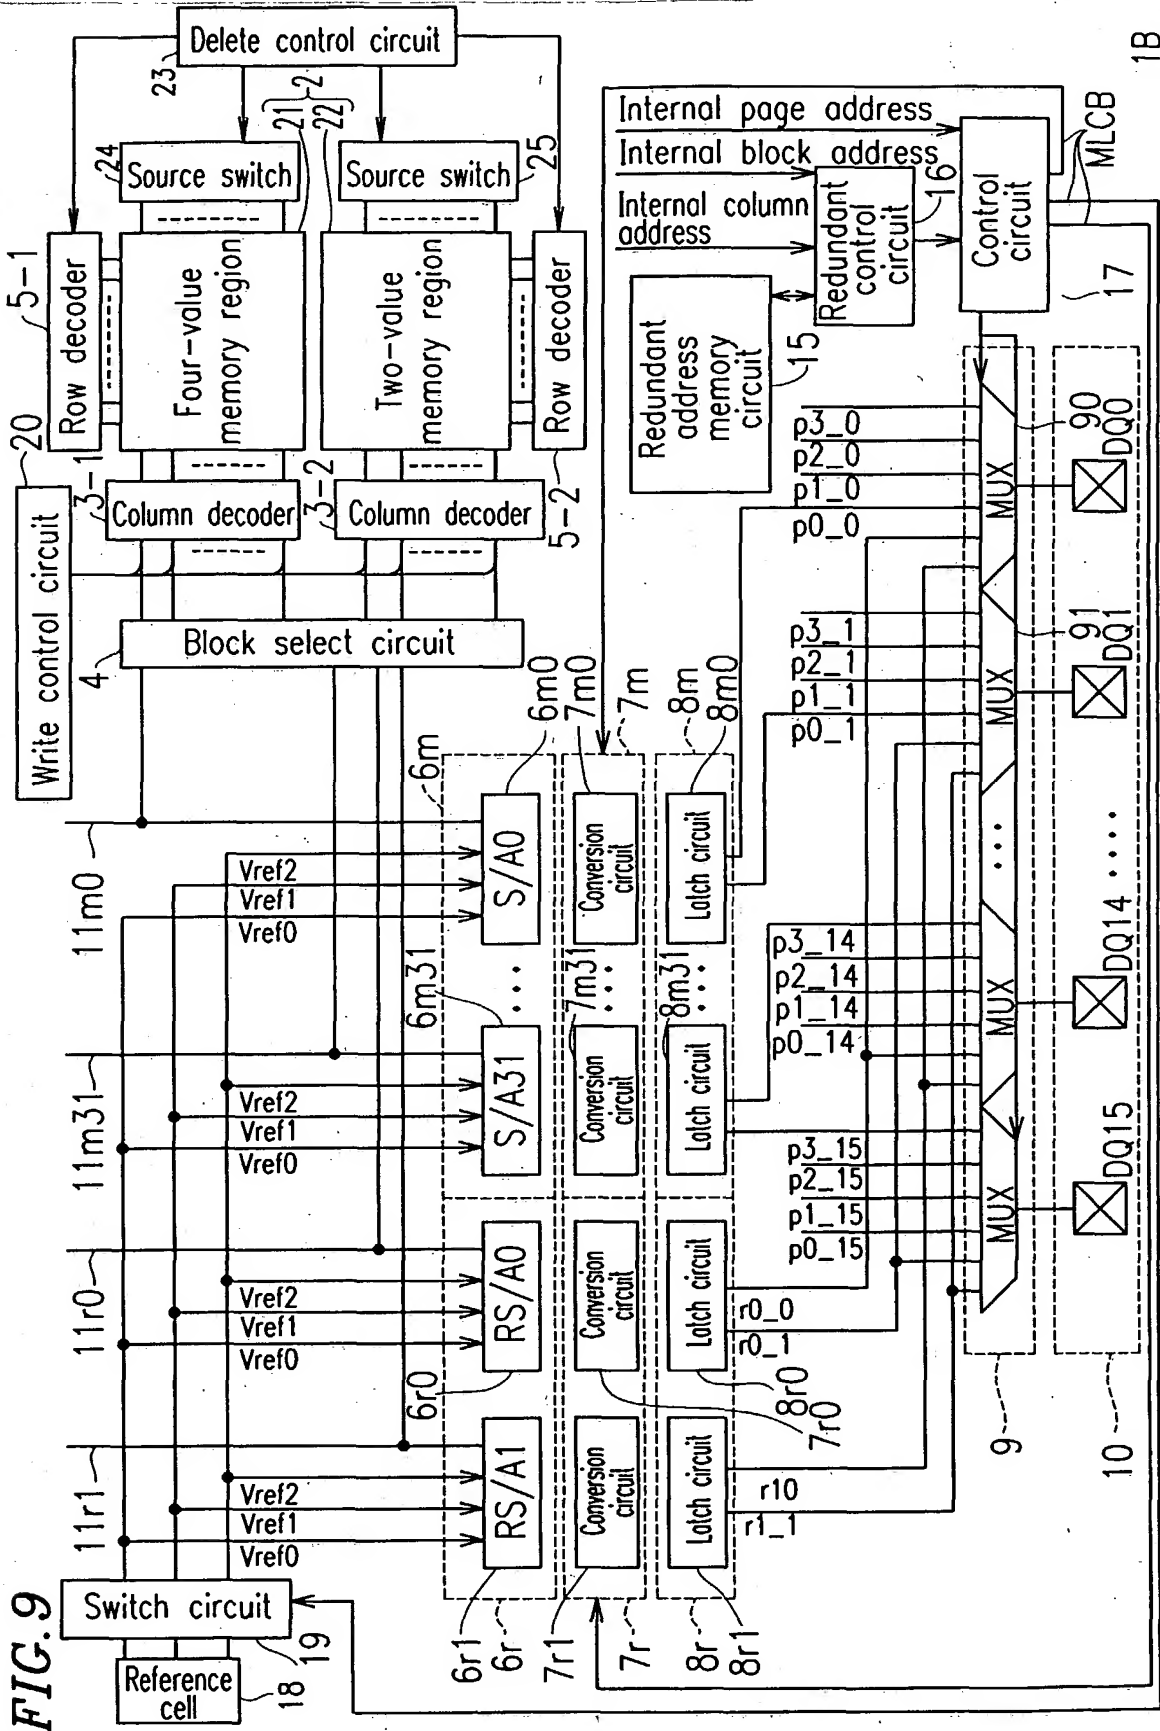 FIG.9
1B
Delete control circuit
23
24
Source switch
21
22
2
Source switch
25
5-1
Row decoder
Four-value
memory region
Two-value
memory region
Row decoder
5-2
20
Write control circuit
3-1
Column decoder
3-2
Column decoder
4
Block select circuit
Internal page address
Internal block address
Internal column
address
Redundant
address
memory
circuit
15
Redundant
control
circuit
16
Control
circuit
17
MLCB
11r1
11r0
11m31
11m0
Switch circuit
19
Reference
cell
18
Vref2
Vref1
Vref0
Vref2
Vref1
Vref0
Vref2
Vref1
Vref0
Vref2
Vref1
Vref0
6r1
6r
RS/A1
6r0
RS/A0
6m31
S/A31
...
S/A0
6m
6m0
7r1
7r
Conversion
circuit
7r0
Conversion
circuit
7m31
Conversion
circuit
...
Conversion
circuit
7m0
7m
8r
8r1
Latch circuit
8r0
Latch circuit
8m31
Latch circuit
...
Latch circuit
8m
8m0
r10
r1_1
r0_0
r0_1
p3_15
p2_15
p1_15
p0_15
p3_14
p2_14
p1_14
p0_14
p3_1
p2_1
p1_1
p0_1
p3_0
p2_0
p1_0
p0_0
9
MUX
MUX
...
MUX
91
MUX
90
10
DQ15
DQ14
.....
DQ1
DQ0